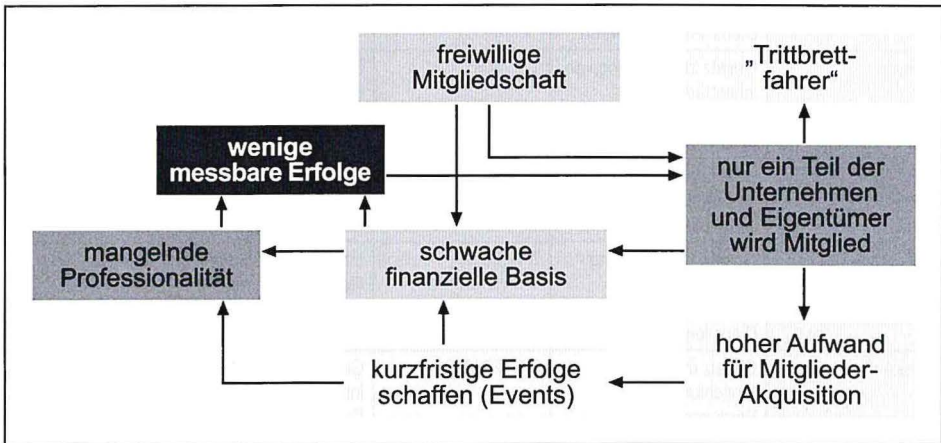 freiwillige
Mitgliedschaft
„Trittbrett-
fahrer“
wenige
messbare Erfolge
nur ein Teil der
Unternehmen
und Eigentümer
wird Mitglied
mangelnde
Professionalität
schwache
finanzielle Basis
kurzfristige Erfolge
schaffen (Events)
hoher Aufwand
für Mitglieder-
Akquisition